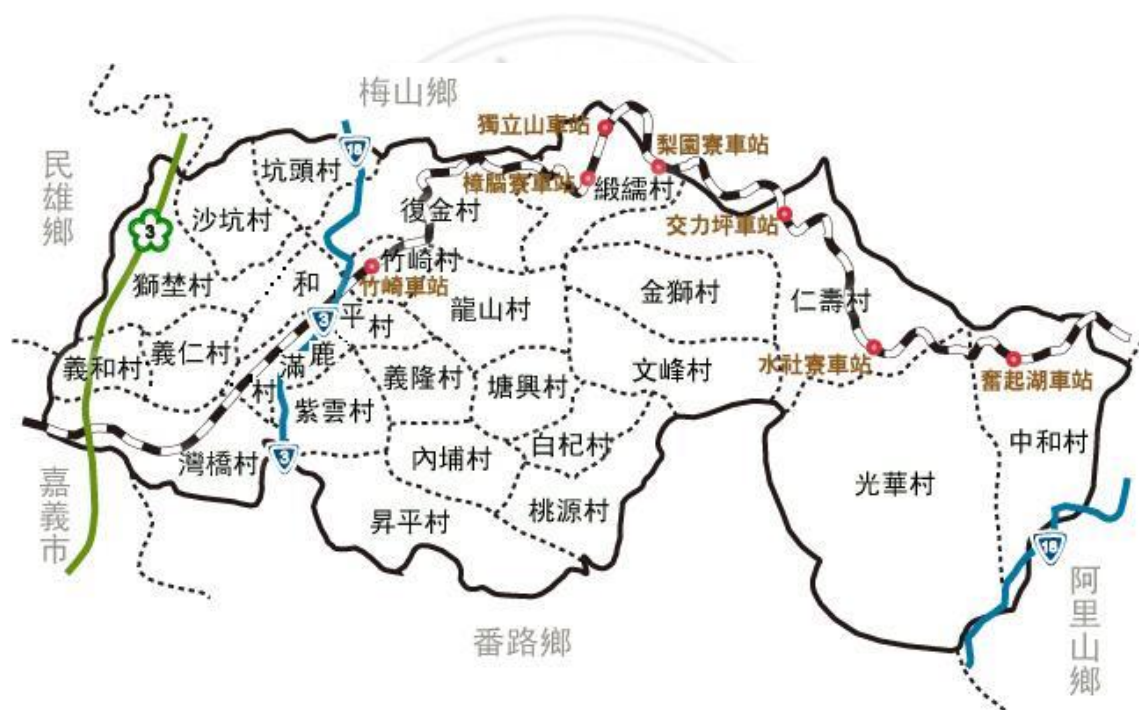 梅山鄉
民雄鄉
嘉義市
番路鄉
阿里山鄉
獨立山車站
梨園寮車站
樟腦寮車站
交力坪車站
竹崎車站
水社寮車站
奮起湖車站
18
3
3
3
18
坑頭村
沙坑村
復金村
緞繻村
獅埜村
和平村
竹崎村
龍山村
金獅村
仁壽村
義和村
義仁村
鹿滿村
義隆村
塘興村
文峰村
紫雲村
灣橋村
內埔村
白杞村
昇平村
桃源村
光華村
中和村